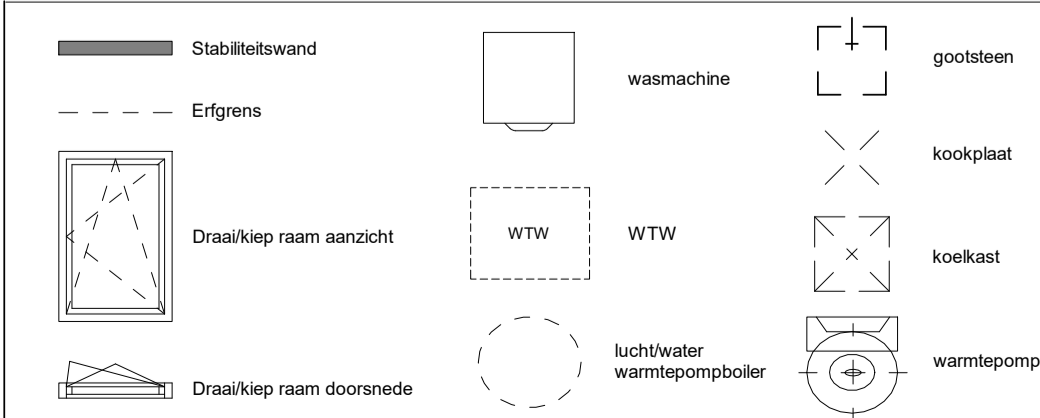 Stabiliteitswand
Erfgrens
Draai/kiep raam aanzicht
Draai/kiep raam doorsnede
wasmachine
WTW
WTW
lucht/water
warmtepompboiler
gootsteen
kookplaat
koelkast
warmtepomp